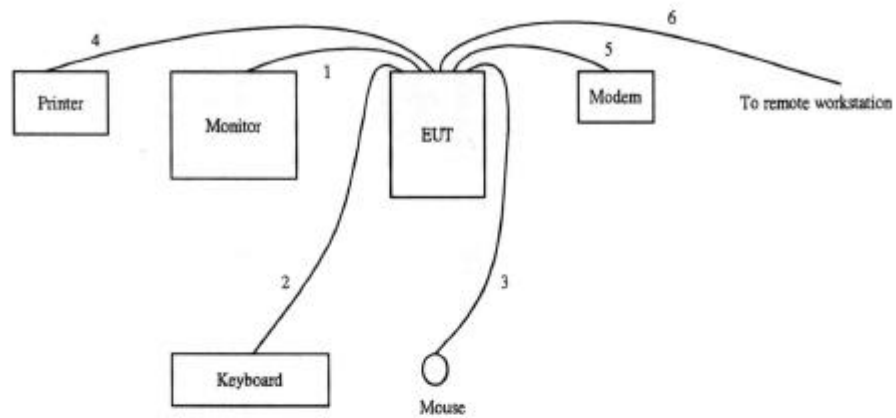 4
6
1
5
Printer
Monitor
EUT
Modem
To remote workstation
2
3
Keyboard
Mouse